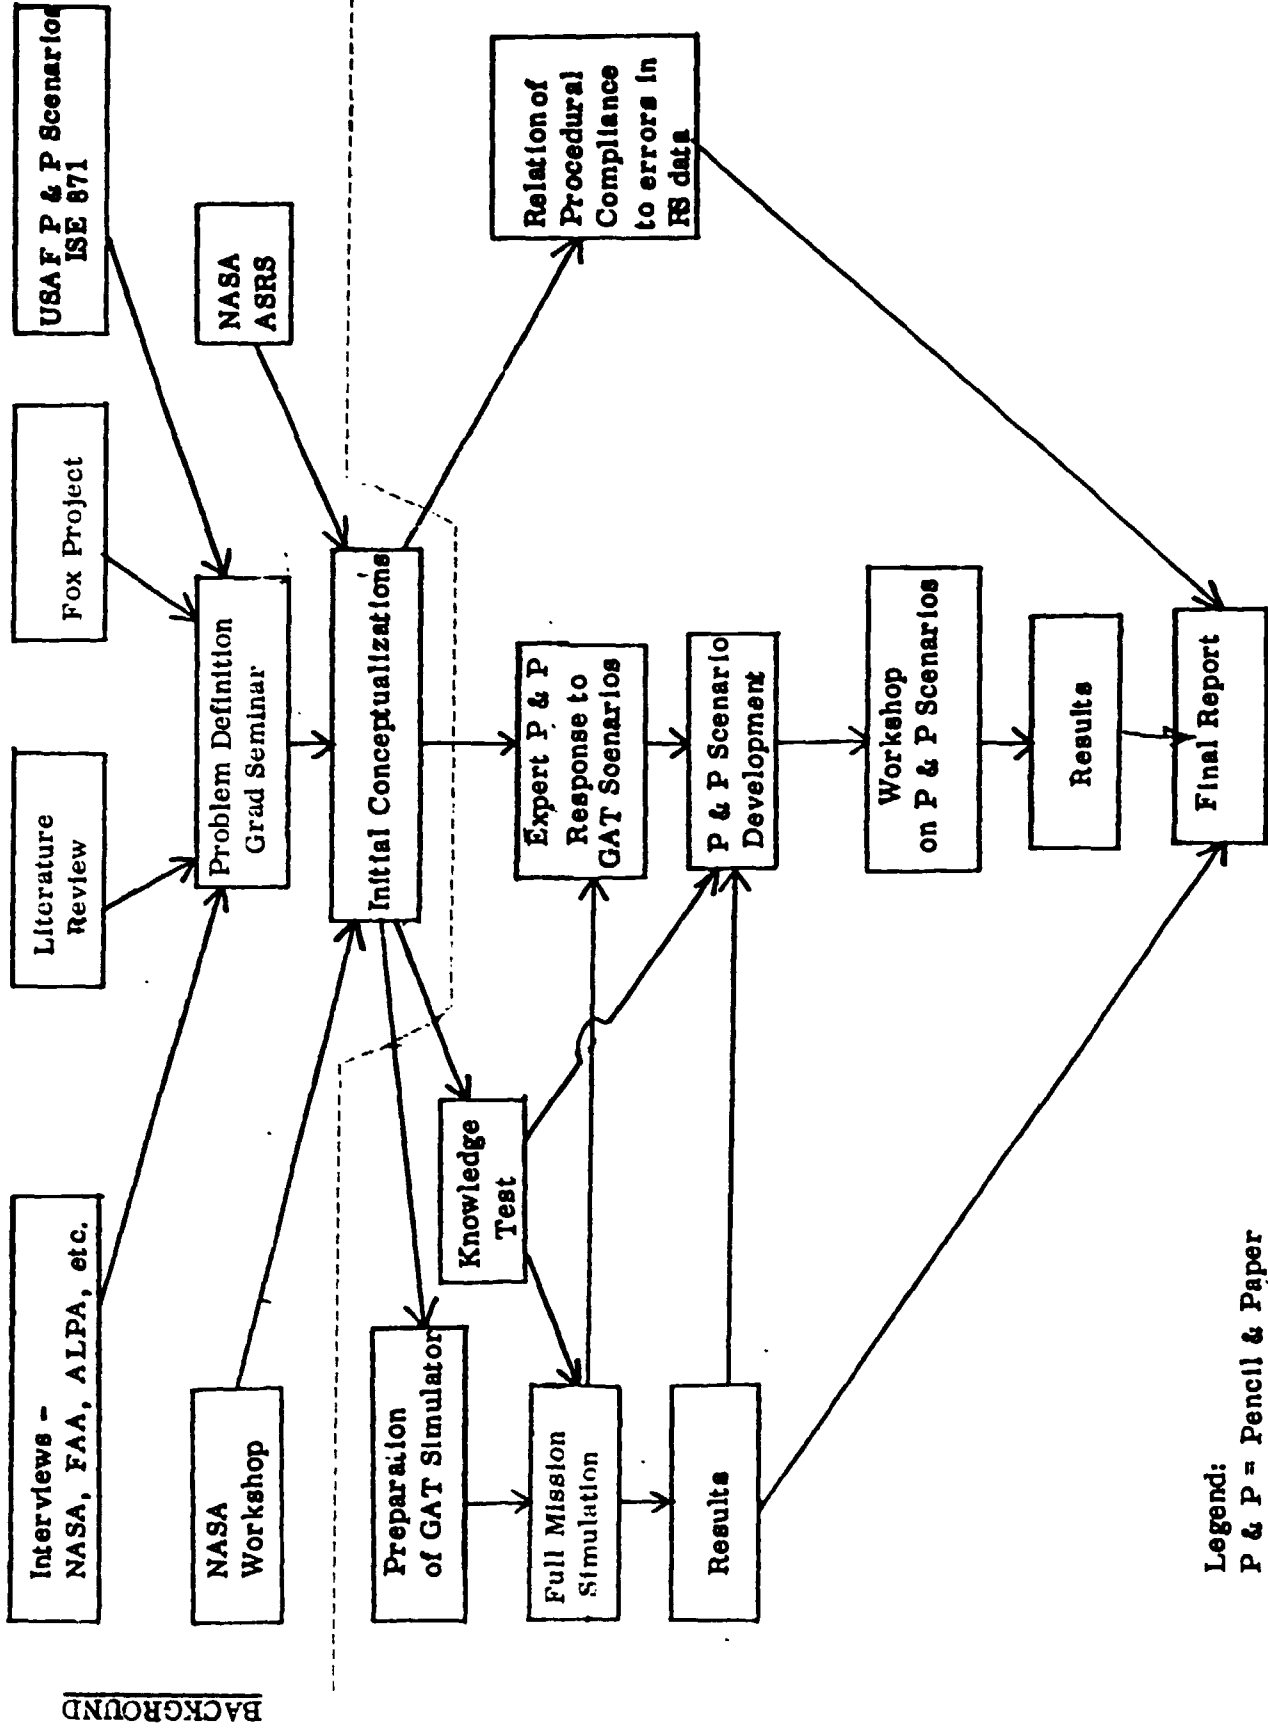 BACKGROUND
Interviews -
NASA, FAA, ALPA, etc.
Literature
Review
Fox Project
USAF P & P Scenarios
ISE 871
NASA
Workshop
Problem Definition
Grad Seminar
NASA
ASRS
Initial Conceptualizations
Preparation
of GAT Simulator
Knowledge
Test
Expert P & P
Response to
GAT Scenarios
Relation of
Procedural
Compliance
to errors in
RS data
Full Mission
Simulation
P & P Scenario
Development
Results
Workshop
on P & P Scenarios
Results
Final Report
Legend:
P & P = Pencil & Paper